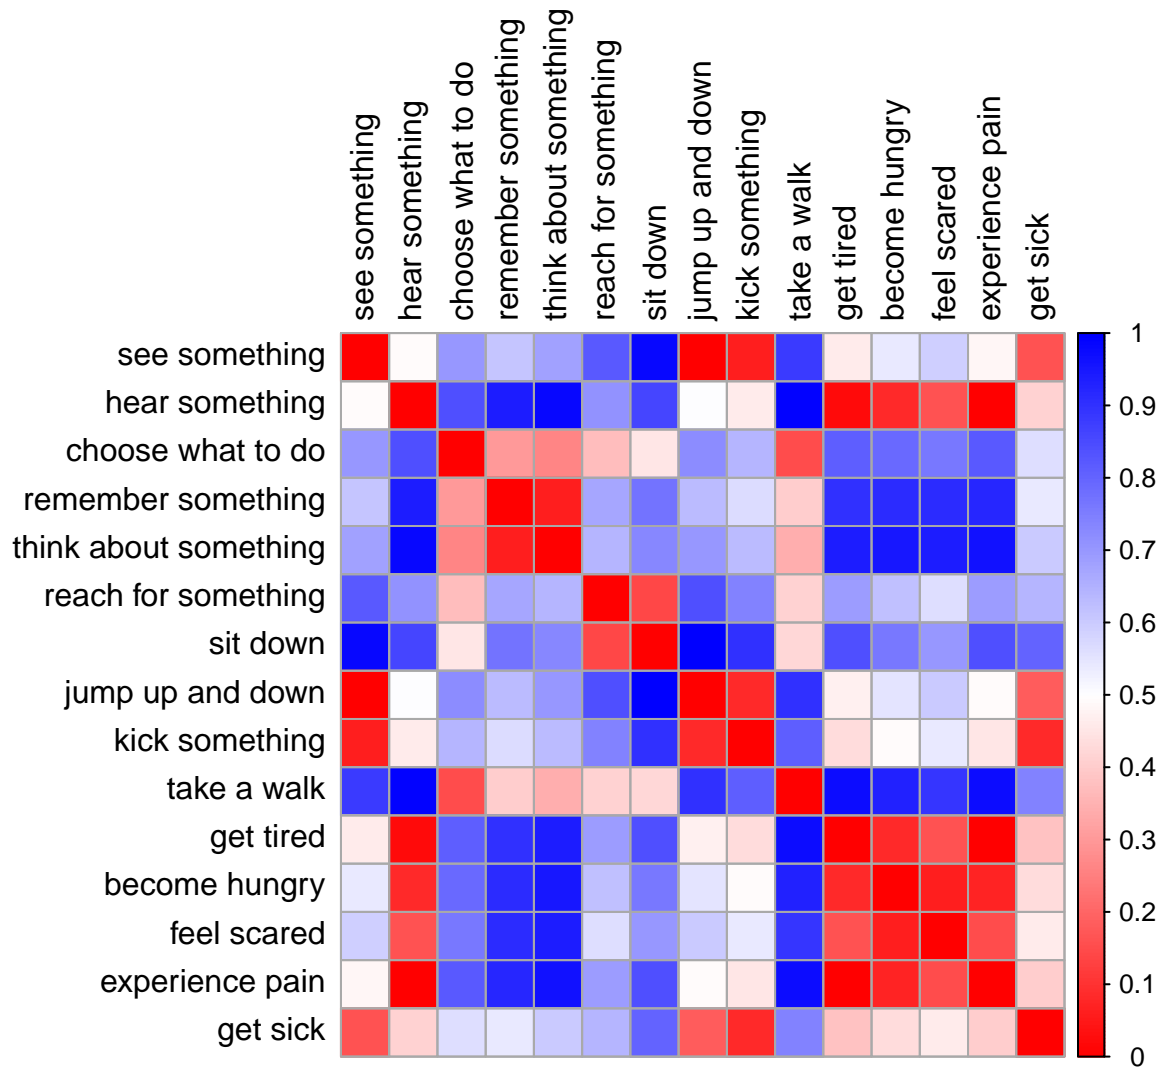 see something
hear something
choose what to do
remember something
think about something
reach for something
sit down
jump up and down
kick something
take a walk
get tired
become hungry
feel scared
experience pain
get sick
see something
hear something
choose what to do
remember something
think about something
reach for something
sit down
jump up and down
kick something
take a walk
get tired
become hungry
feel scared
experience pain
get sick
1
0.9
0.8
0.7
0.6
0.5
0.4
0.3
0.2
0.1
0